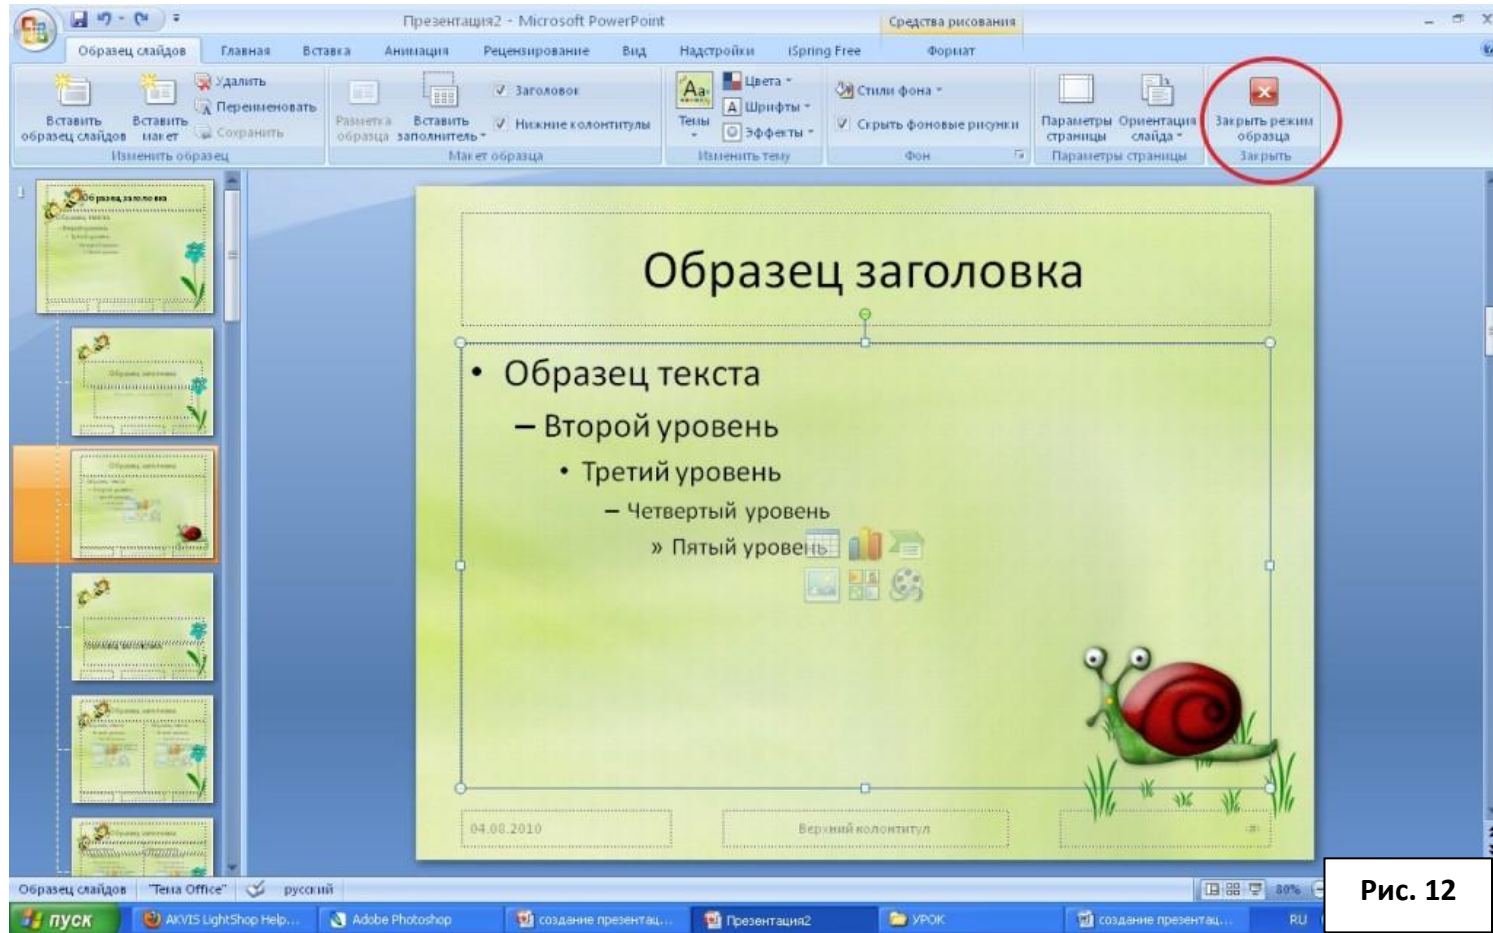 Презентация2 - Microsoft PowerPoint
Средства рисования
Образец слайдов Главная Вставка Анимация Рецензирование Вид Надстройки iSpring Free Формат
Вставить образец слайдов
Вставить макет
Удалить
Переименовать
Сохранить
Изменить образец
Разметка образца
Вставить заполнитель
Заголовок
Нижние колонтитулы
Макет образца
Темы
Цвета
Шрифты
Эффекты
Изменить тему
Стили фона
Скрыть фоновые рисунки
Фон
Параметры страницы
Ориентация слайда
Параметры страницы
Закрыть режим образца
Закрыть
1
Образец заголовка
Образец заголовка
• Образец текста
– Второй уровень
• Третий уровень
– Четвертый уровень
» Пятый уровень
04.08.2010
Верхний колонтитул
‹#›
Образец слайдов "Тема Office" русский
80%
Рис. 12
пуск
AKVIS LightShop Help...
Adobe Photoshop
создание презентац...
Презентация2
УРОК
создание презентац...
RU